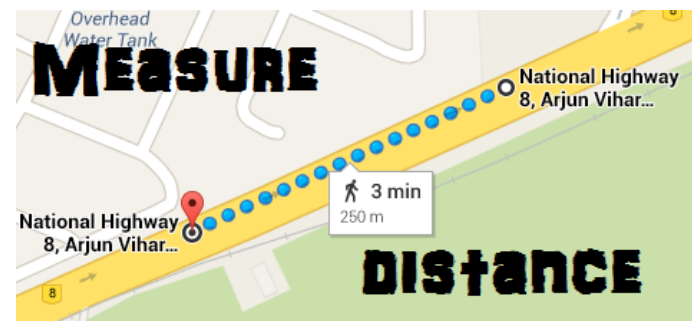 Overhead
Water Tank
MEaSURE
National Highway
8, Arjun Vihar...
8
3 min
250 m
National Highway
8, Arjun Vihar...
8
DIStaNCE